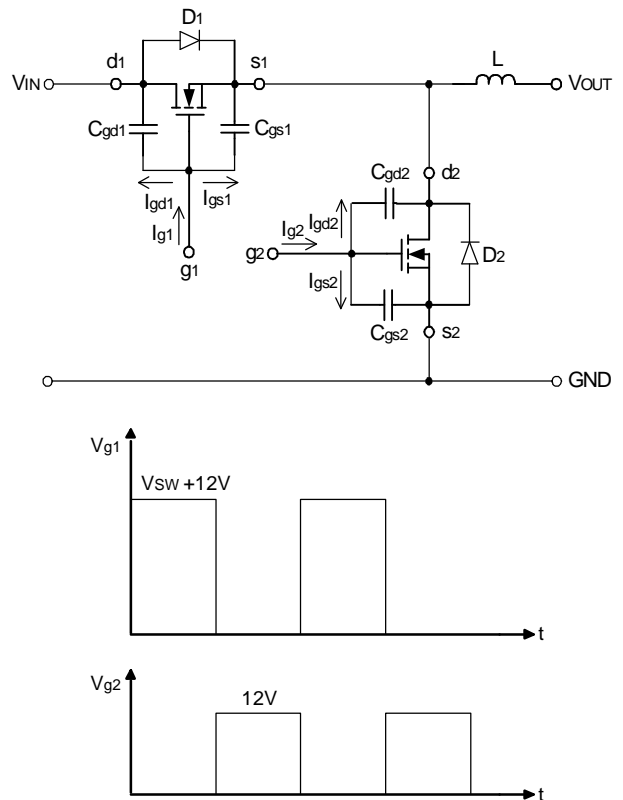 D1
d1
s1
L
VIN
VOUT
Cgd1
Cgs1
Igd1
Igs1
Ig1
g1
Cgd2
d2
Ig2
Igd2
g2
D2
Igs2
Cgs2
s2
GND
Vg1
VSW +12V
t
Vg2
12V
t